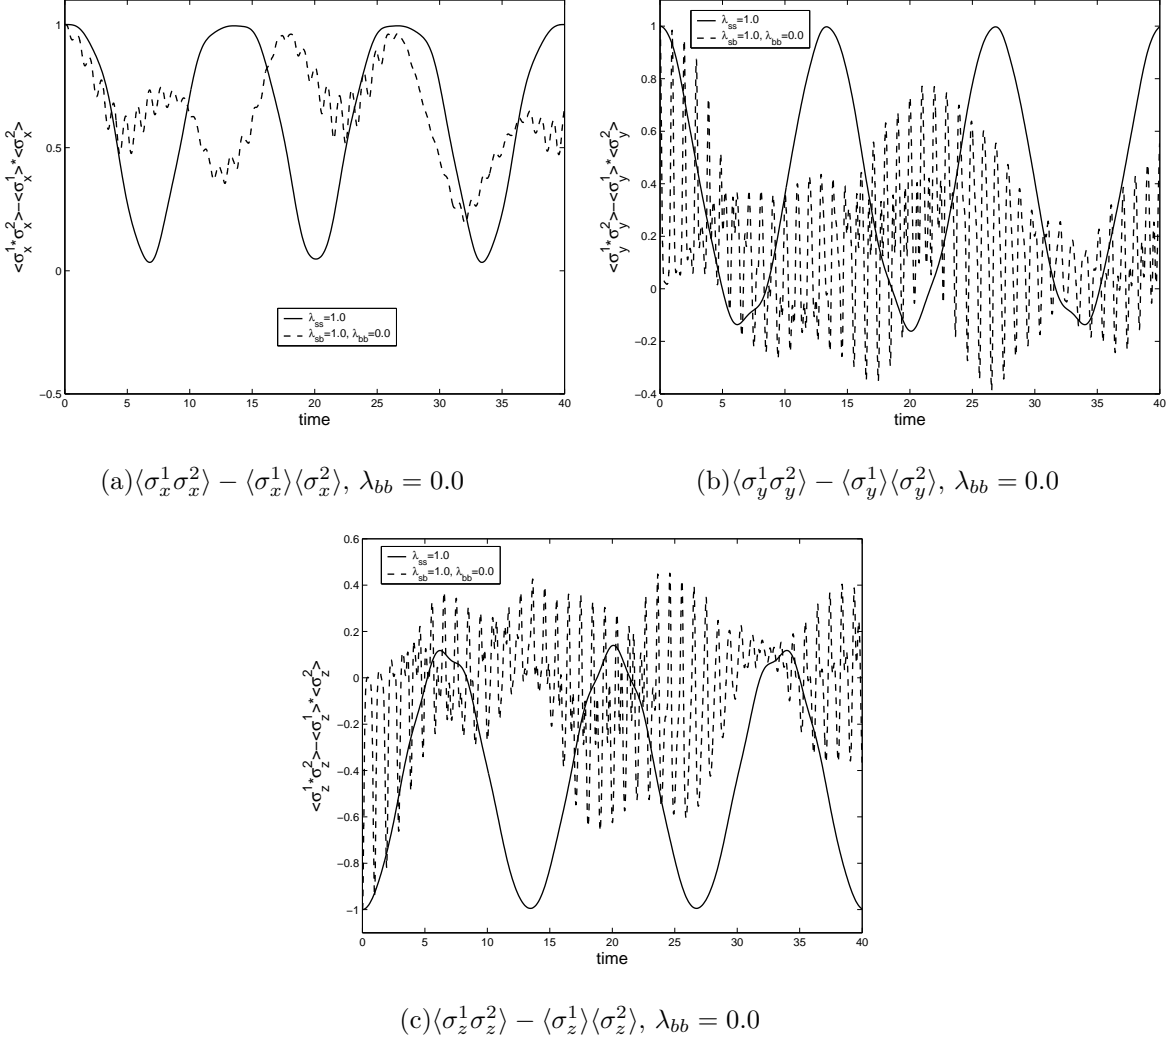 1
0.5
0
−0.5
0 5 10 15 20 25 30 35 40
time
<σ_x^1*σ_x^2>−<σ_x^1>*<σ_x^2>
λ_ss=1.0
λ_sb=1.0, λ_bb=0.0
(a)⟨σ_x^1σ_x^2⟩ − ⟨σ_x^1⟩⟨σ_x^2⟩, λ_bb = 0.0
1
0.8
0.6
0.4
0.2
0
−0.2
−0.4
0 5 10 15 20 25 30 35 40
time
<σ_y^1*σ_y^2>−<σ_y^1>*<σ_y^2>
λ_ss=1.0
λ_sb=1.0, λ_bb=0.0
(b)⟨σ_y^1σ_y^2⟩ − ⟨σ_y^1⟩⟨σ_y^2⟩, λ_bb = 0.0
0.6
0.4
0.2
0
−0.2
−0.4
−0.6
−0.8
−1
0 5 10 15 20 25 30 35 40
time
<σ_z^1*σ_z^2>−<σ_z^1>*<σ_z^2>
λ_ss=1.0
λ_sb=1.0, λ_bb=0.0
(c)⟨σ_z^1σ_z^2⟩ − ⟨σ_z^1⟩⟨σ_z^2⟩, λ_bb = 0.0